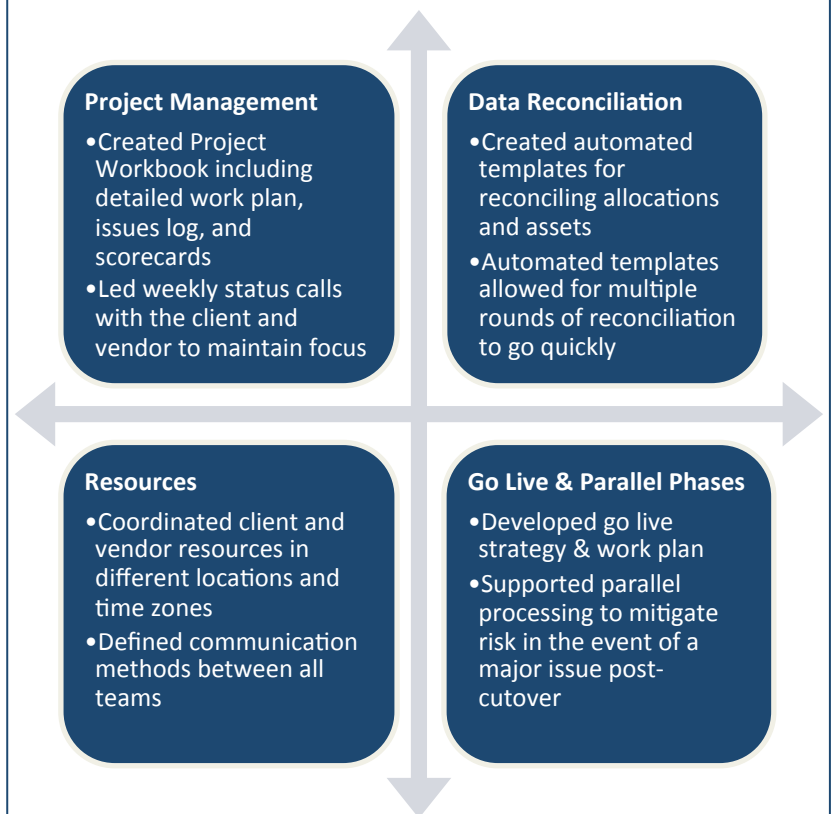 Project Management
•Created Project
Workbook including
detailed work plan,
issues log, and
scorecards
•Led weekly status calls
with the client and
vendor to maintain focus
Data Reconciliation
•Created automated
templates for
reconciling allocations
and assets
•Automated templates
allowed for multiple
rounds of reconciliation
to go quickly
Resources
•Coordinated client and
vendor resources in
different locations and
time zones
•Defined communication
methods between all
teams
Go Live & Parallel Phases
•Developed go live
strategy & work plan
•Supported parallel
processing to mitigate
risk in the event of a
major issue post-
cutover